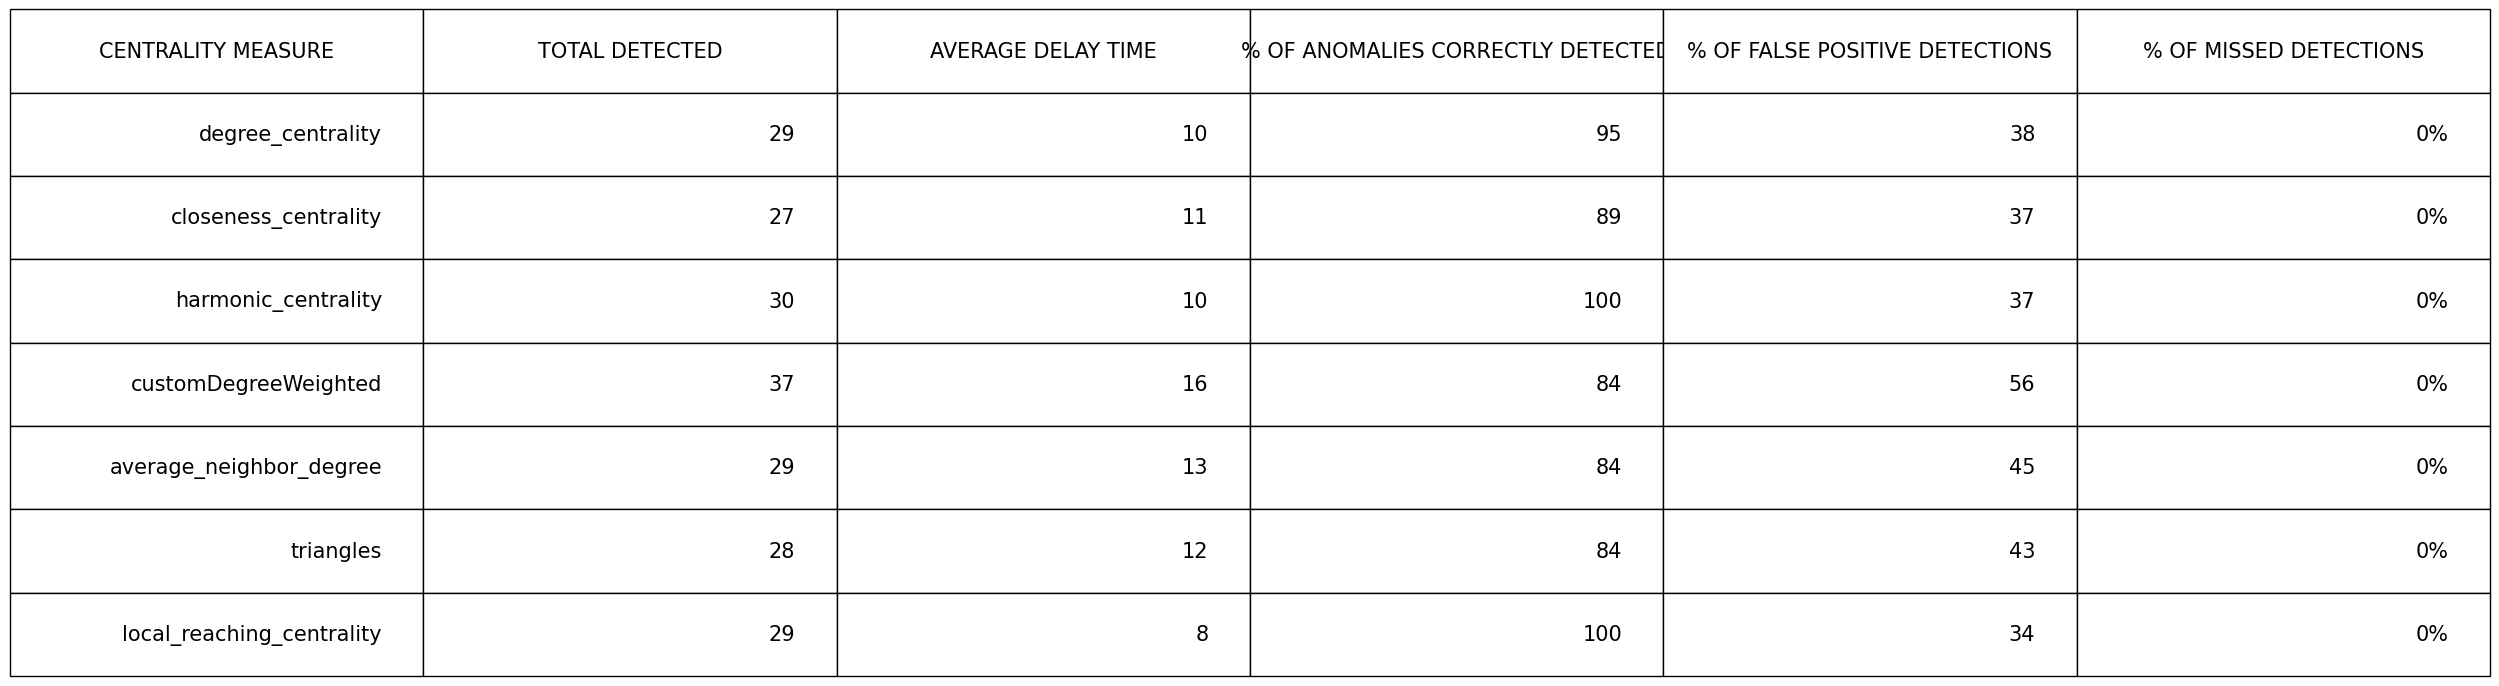 CENTRALITY MEASURE TOTAL DETECTED AVERAGE DELAY TIME % OF ANOMALIES CORRECTLY DETECTED % OF FALSE POSITIVE DETECTIONS % OF MISSED DETECTIONS
degree_centrality 29 10 95 38 0%
closeness_centrality 27 11 89 37 0%
harmonic_centrality 30 10 100 37 0%
customDegreeWeighted 37 16 84 56 0%
average_neighbor_degree 29 13 84 45 0%
triangles 28 12 84 43 0%
local_reaching_centrality 29 8 100 34 0%